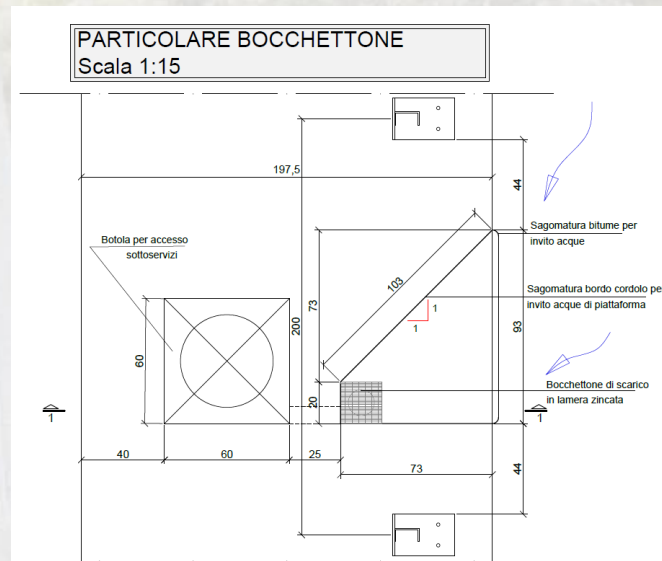 PARTICOLARE BOCCHETTONE
Scala 1:15
197,5
44
Botola per accesso
sottoservizi
Sagomatura bitume per
invito acque
103
73
200
Sagomatura bordo cordolo pe
invito acque di piattaforma
1
1
93
60
Bocchettone di scarico
in lamera zincata
20
1
1
40
60
25
73
44